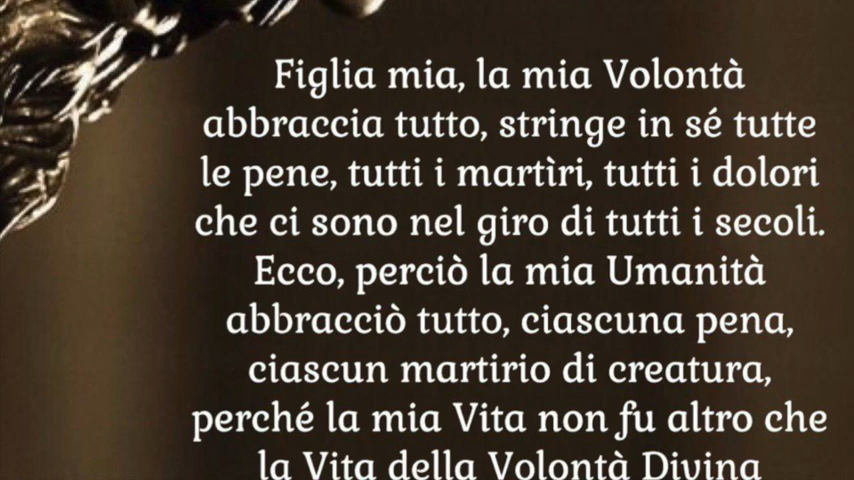 Figlia mia, la mia Volontà
abbraccia tutto, stringe in sé tutte
le pene, tutti i martìri, tutti i dolori
che ci sono nel giro di tutti i secoli.
Ecco, perciò la mia Umanità
abbracciò tutto, ciascuna pena,
ciascun martirio di creatura,
perché la mia Vita non fu altro che
la Vita della Volontà Divina